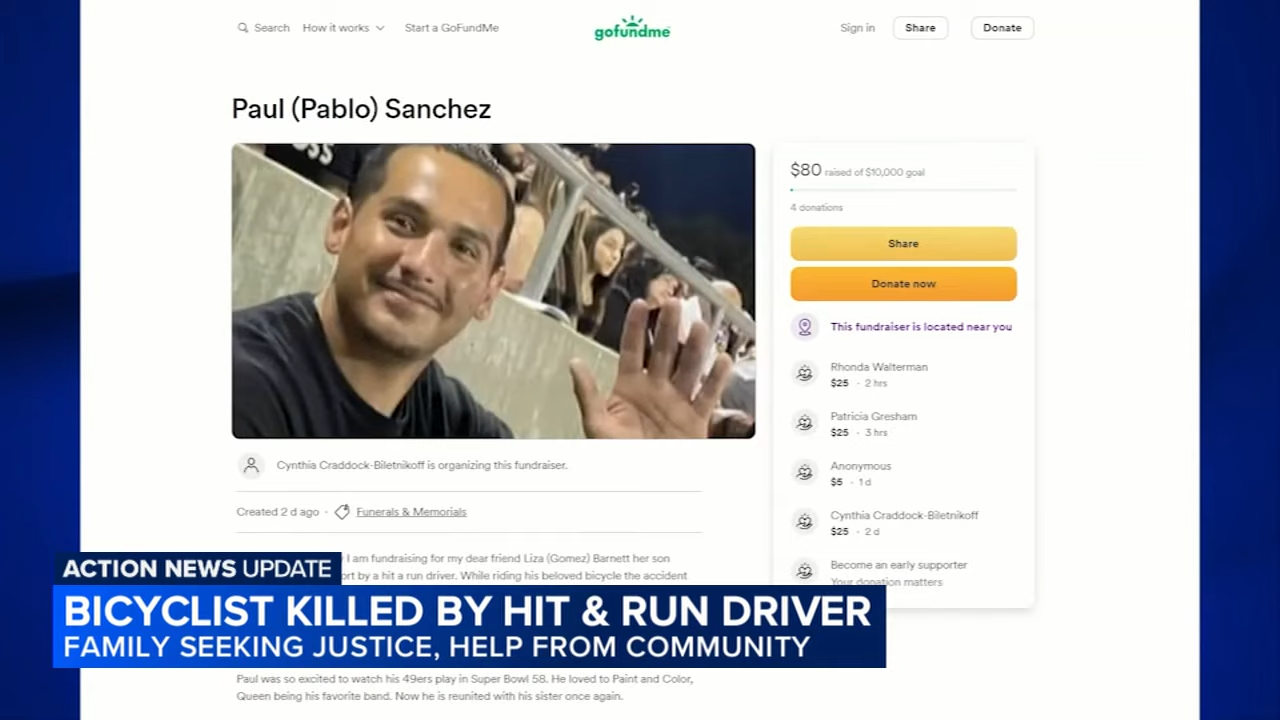 Search How it works Start a GoFundMe
gofundme
Sign in Share Donate
Paul (Pablo) Sanchez
$80 raised of $10,000 goal
4 donations
Share
Donate now
This fundraiser is located near you
Rhonda Walterman
$25 · 2 hrs
Patricia Gresham
$25 · 3 hrs
Anonymous
$5 · 1 d
Cynthia Craddock-Biletnikoff
$25 · 2 d
Become an early supporter
Your donation matters
Cynthia Craddock-Biletnikoff is organizing this fundraiser.
Created 2 d ago · Funerals & Memorials
I am fundraising for my dear friend Liza (Gomez) Barnett her son
by a hit a run driver. While riding his beloved bicycle the accident
ACTION NEWS UPDATE
BICYCLIST KILLED BY HIT & RUN DRIVER
FAMILY SEEKING JUSTICE, HELP FROM COMMUNITY
Paul was so excited to watch his 49ers play in Super Bowl 58. He loved to Paint and Color,
Queen being his favorite band. Now he is reunited with his sister once again.